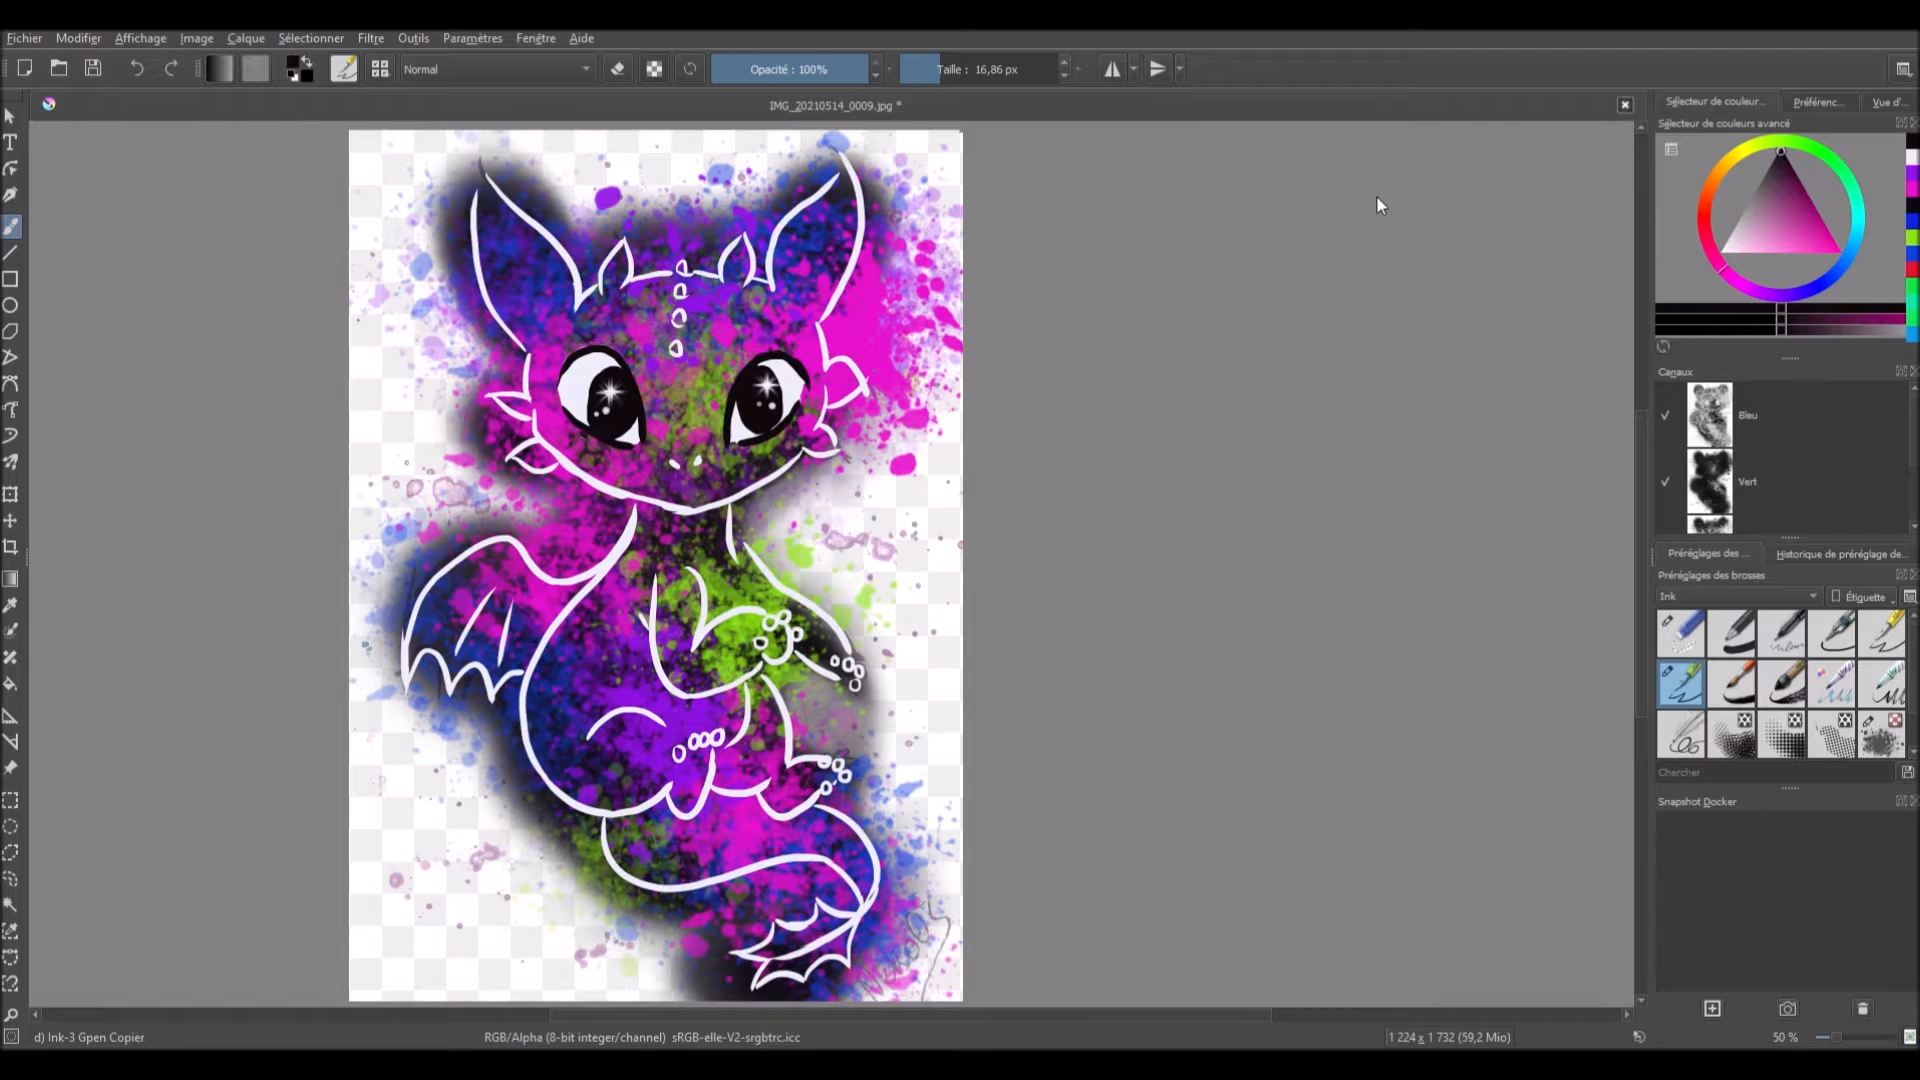 Fichier Modifier Affichage Image Calque Sélectionner Filtre Outils Paramètres Fenêtre Aide
Normal Opacité : 100% Taille : 16,86 px
IMG_20210514_0009.jpg *
Sélecteur de couleur... Préférenc... Vue d'...
Sélecteur de couleurs avancé
Canaux
Bleu
Vert
Préréglages des ... Historique de préréglage de...
Préréglages des brosses
Ink Étiquette
Chercher
Snapshot Docker
d) Ink-3 Gpen Copier RGB/Alpha (8-bit integer/channel) sRGB-elle-V2-srgbtrc.icc 1 224 x 1 732 (59,2 Mio) 50 %